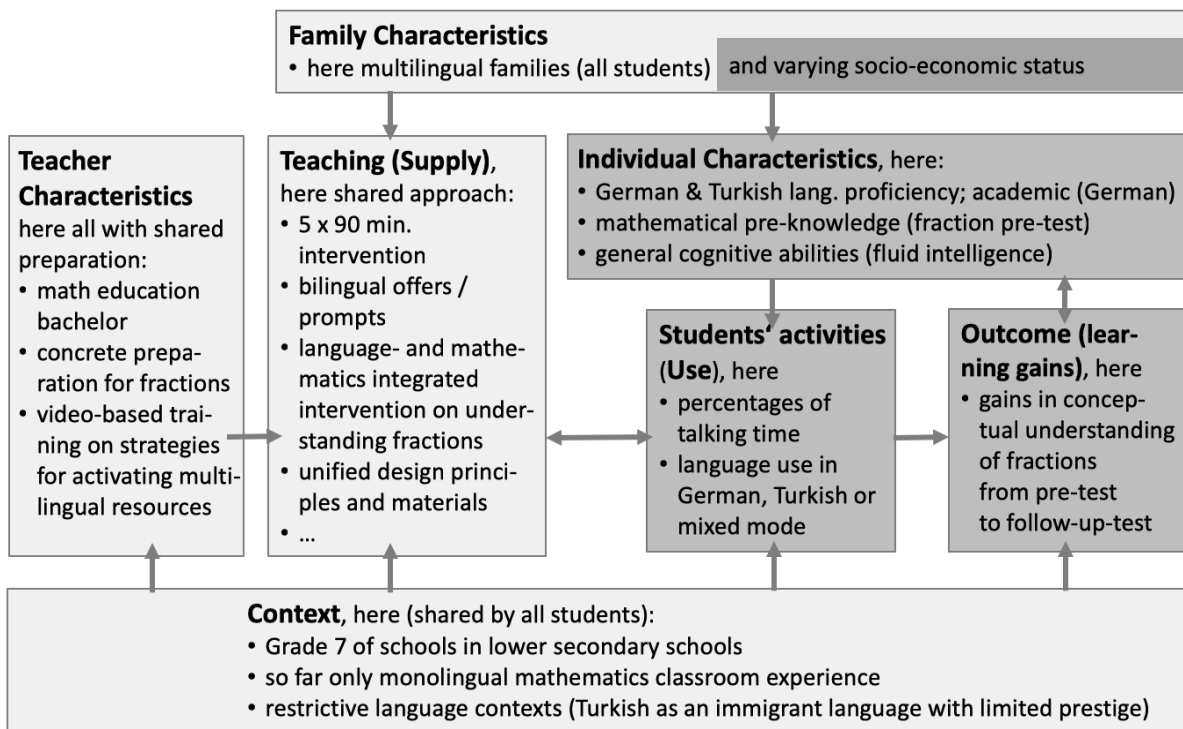 Family Characteristics
• here multilingual families (all students)
and varying socio-economic status
Teacher
Characteristics
here all with shared
preparation:
• math education
bachelor
• concrete prepa-
ration for fractions
• video-based trai-
ning on strategies
for activating multi-
lingual resources
Teaching (Supply),
here shared approach:
• 5 x 90 min.
intervention
• bilingual offers /
prompts
• language- and mathe-
matics integrated
intervention on under-
standing fractions
• unified design princi-
ples and materials
• ...
Individual Characteristics, here:
• German & Turkish lang. proficiency; academic (German)
• mathematical pre-knowledge (fraction pre-test)
• general cognitive abilities (fluid intelligence)
Students‘ activities
(Use), here
• percentages of
talking time
• language use in
German, Turkish or
mixed mode
Outcome (lear-
ning gains), here
• gains in concep-
tual understanding
of fractions
from pre-test
to follow-up-test
Context, here (shared by all students):
• Grade 7 of schools in lower secondary schools
• so far only monolingual mathematics classroom experience
• restrictive language contexts (Turkish as an immigrant language with limited prestige)